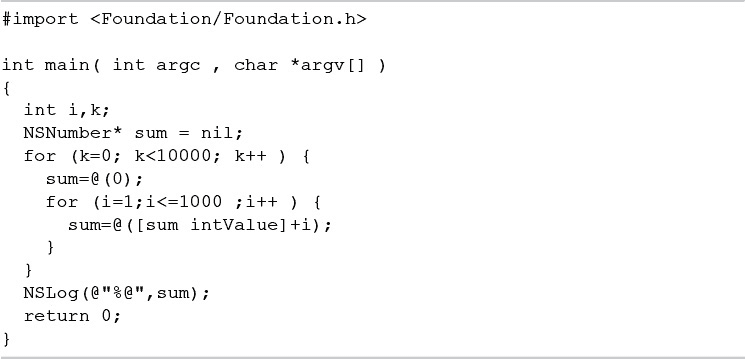 #import <Foundation/Foundation.h>

int main( int argc , char *argv[] )
{
  int i,k;
  NSNumber* sum = nil;
  for (k=0; k<10000; k++ ) {
    sum=@(0);
    for (i=1;i<=1000 ;i++ ) {
      sum=@([sum intValue]+i);
    }
  }
  NSLog(@"%@",sum);
  return 0;
}